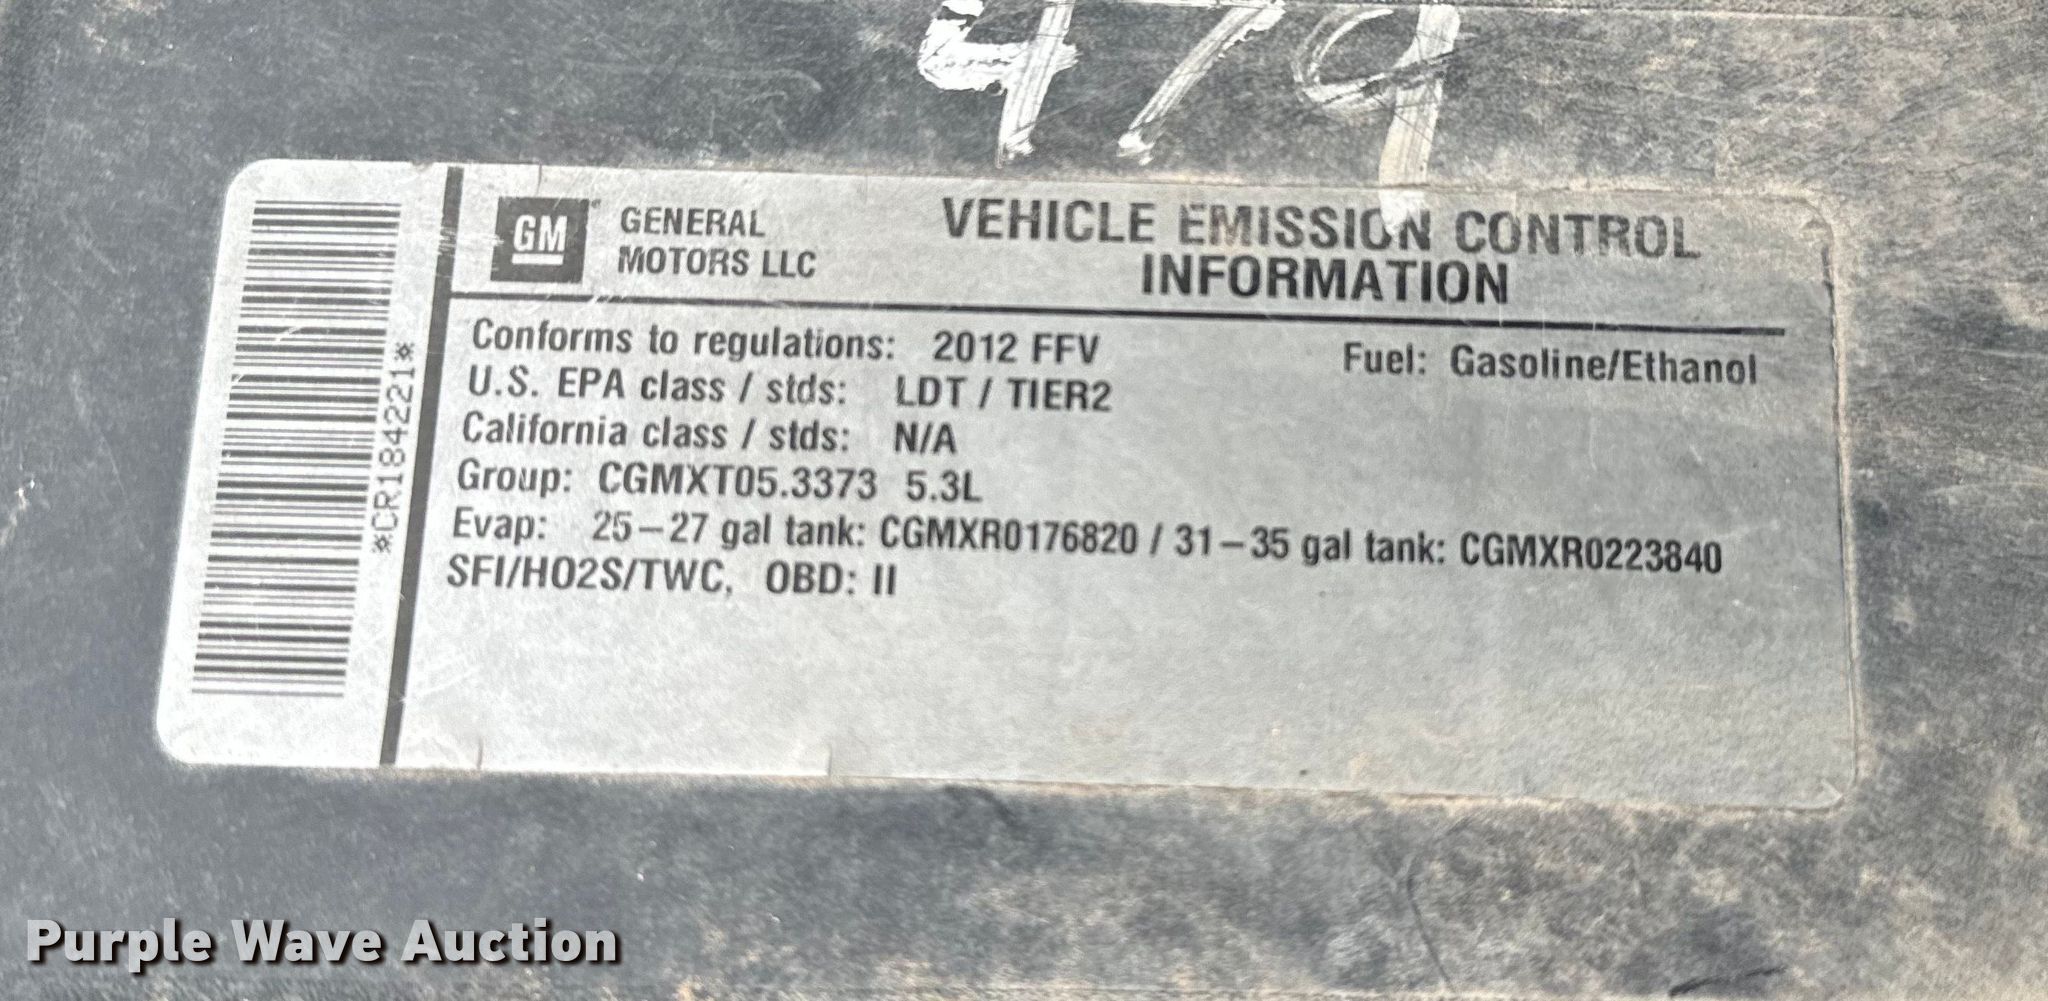 479
GM
GENERAL
MOTORS LLC
VEHICLE EMISSION CONTROL
INFORMATION
Conforms to regulations: 2012 FFV
Fuel: Gasoline/Ethanol
U.S. EPA class / stds: LDT / TIER2
California class / stds: N/A
Group: CGMXT05.3373 5.3L
Evap: 25-27 gal tank: CGMXR0176820 / 31-35 gal tank: CGMXR0223840
SFI/HO2S/TWC, OBD: II
*CR1842221*
Purple Wave Auction